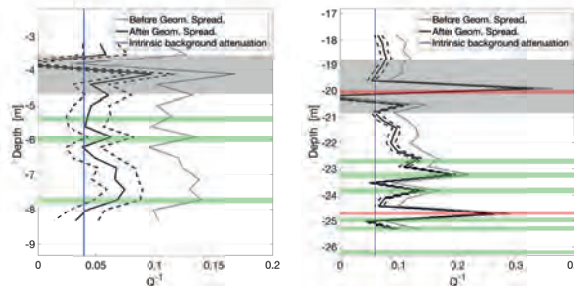 Before Geom. Spread.
After Geom. Spread.
Intrinsic background attenuation
-3
-4
-5
-6
-7
-8
-9
Depth [m]
0
0.05
0.1
0.15
0.2
Q-1
Before Geom. Spread.
After Geom. Spread.
Intrinsic background attenuation
-17
-18
-19
-20
-21
-22
-23
-24
-25
-26
Depth [m]
0
0.1
0.2
0.3
0.4
Q-1